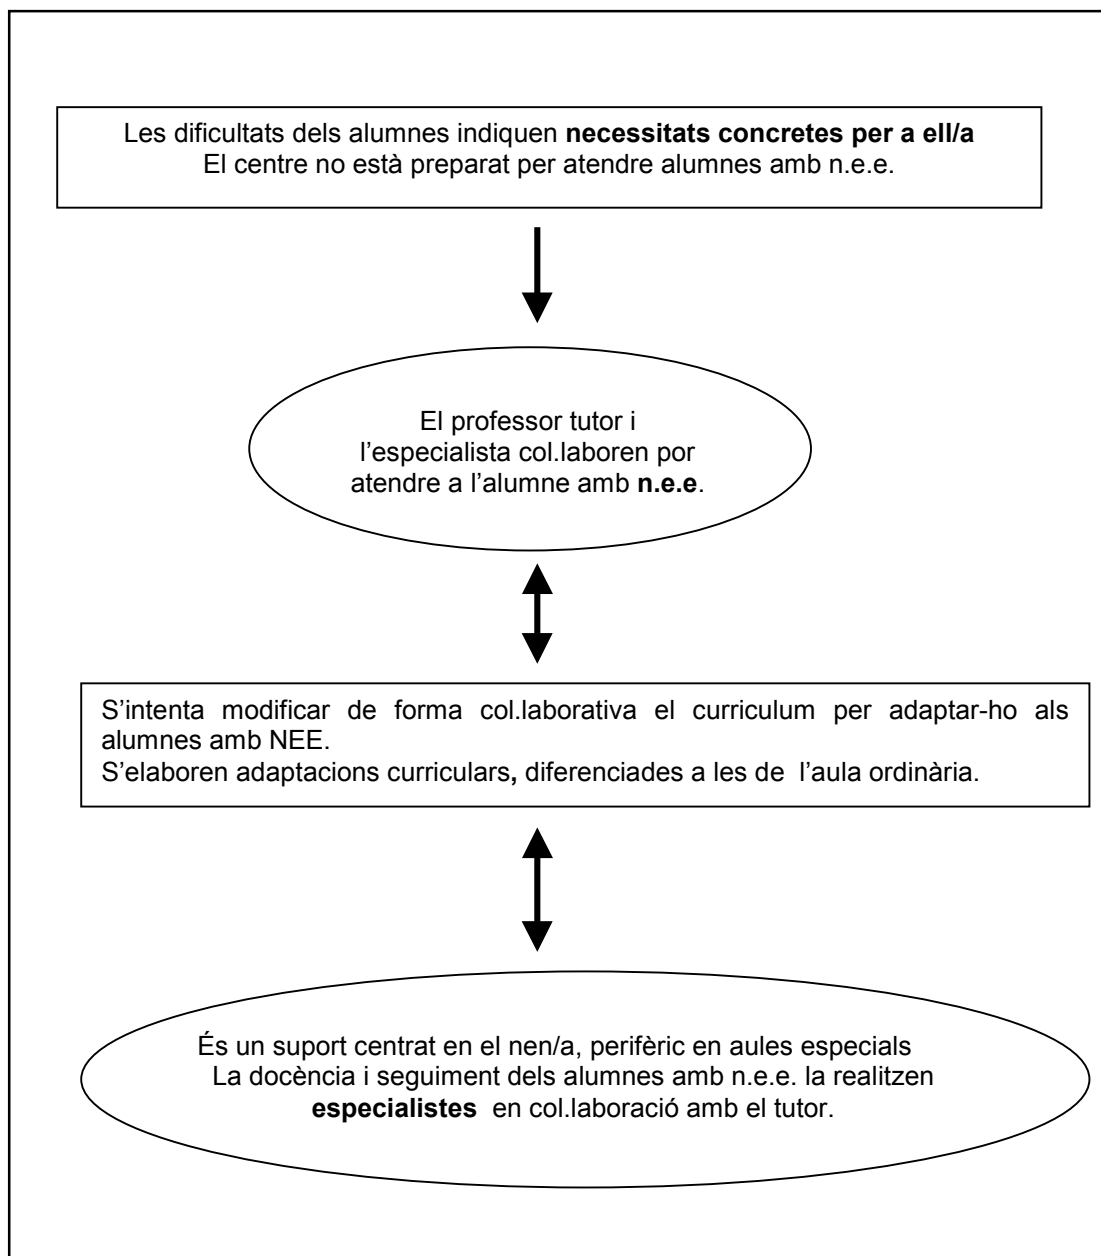 Les dificultats dels alumnes indiquen necessitats concretes per a ell/a
El centre no està preparat per atendre alumnes amb n.e.e.
El professor tutor i
l’especialista col.laboren por
atendre a l’alumne amb n.e.e.
S’intenta modificar de forma col.laborativa el curriculum per adaptar-ho als
alumnes amb NEE.
S’elaboren adaptacions curriculars, diferenciades a les de l’aula ordinària.
És un suport centrat en el nen/a, perifèric en aules especials
La docència i seguiment dels alumnes amb n.e.e. la realitzen
especialistes en col.laboració amb el tutor.